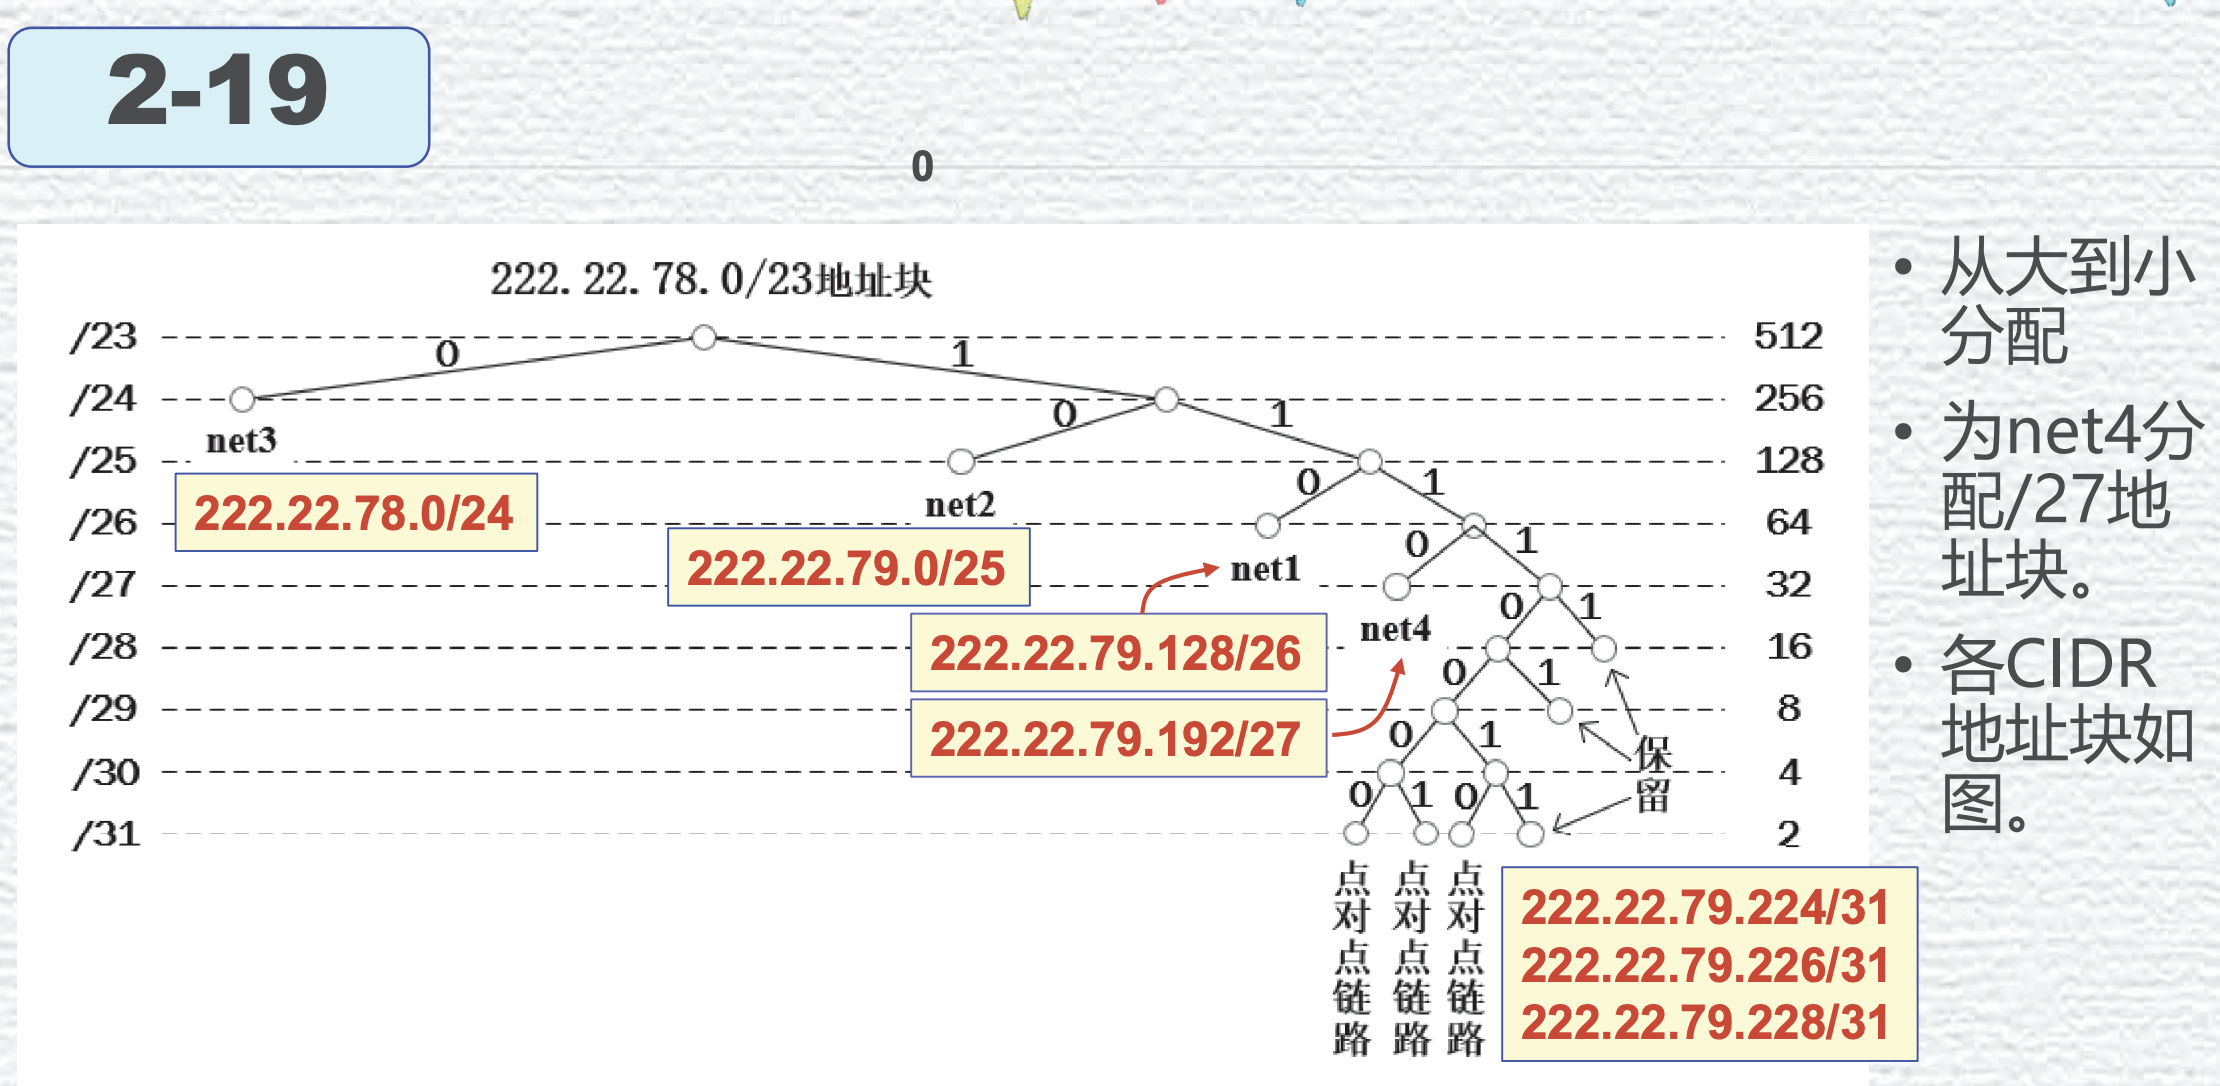 2-19
0
222.22.78.0/23地址块
/23 512
0 1
/24 256
net3
0 1
/25 128
222.22.78.0/24
net2
0 1
/26 64
222.22.79.0/25
net1
0 1
/27 32
222.22.79.128/26
net4
0 1
/28 16
222.22.79.192/27
0 1
/29 8
0 1
保留
/30 4
0 1 0 1
/31 2
点对点链路
点对点链路
点对点链路
222.22.79.224/31
222.22.79.226/31
222.22.79.228/31
• 从大到小
分配
• 为net4分
配/27地
址块。
• 各CIDR
地址块如
图。